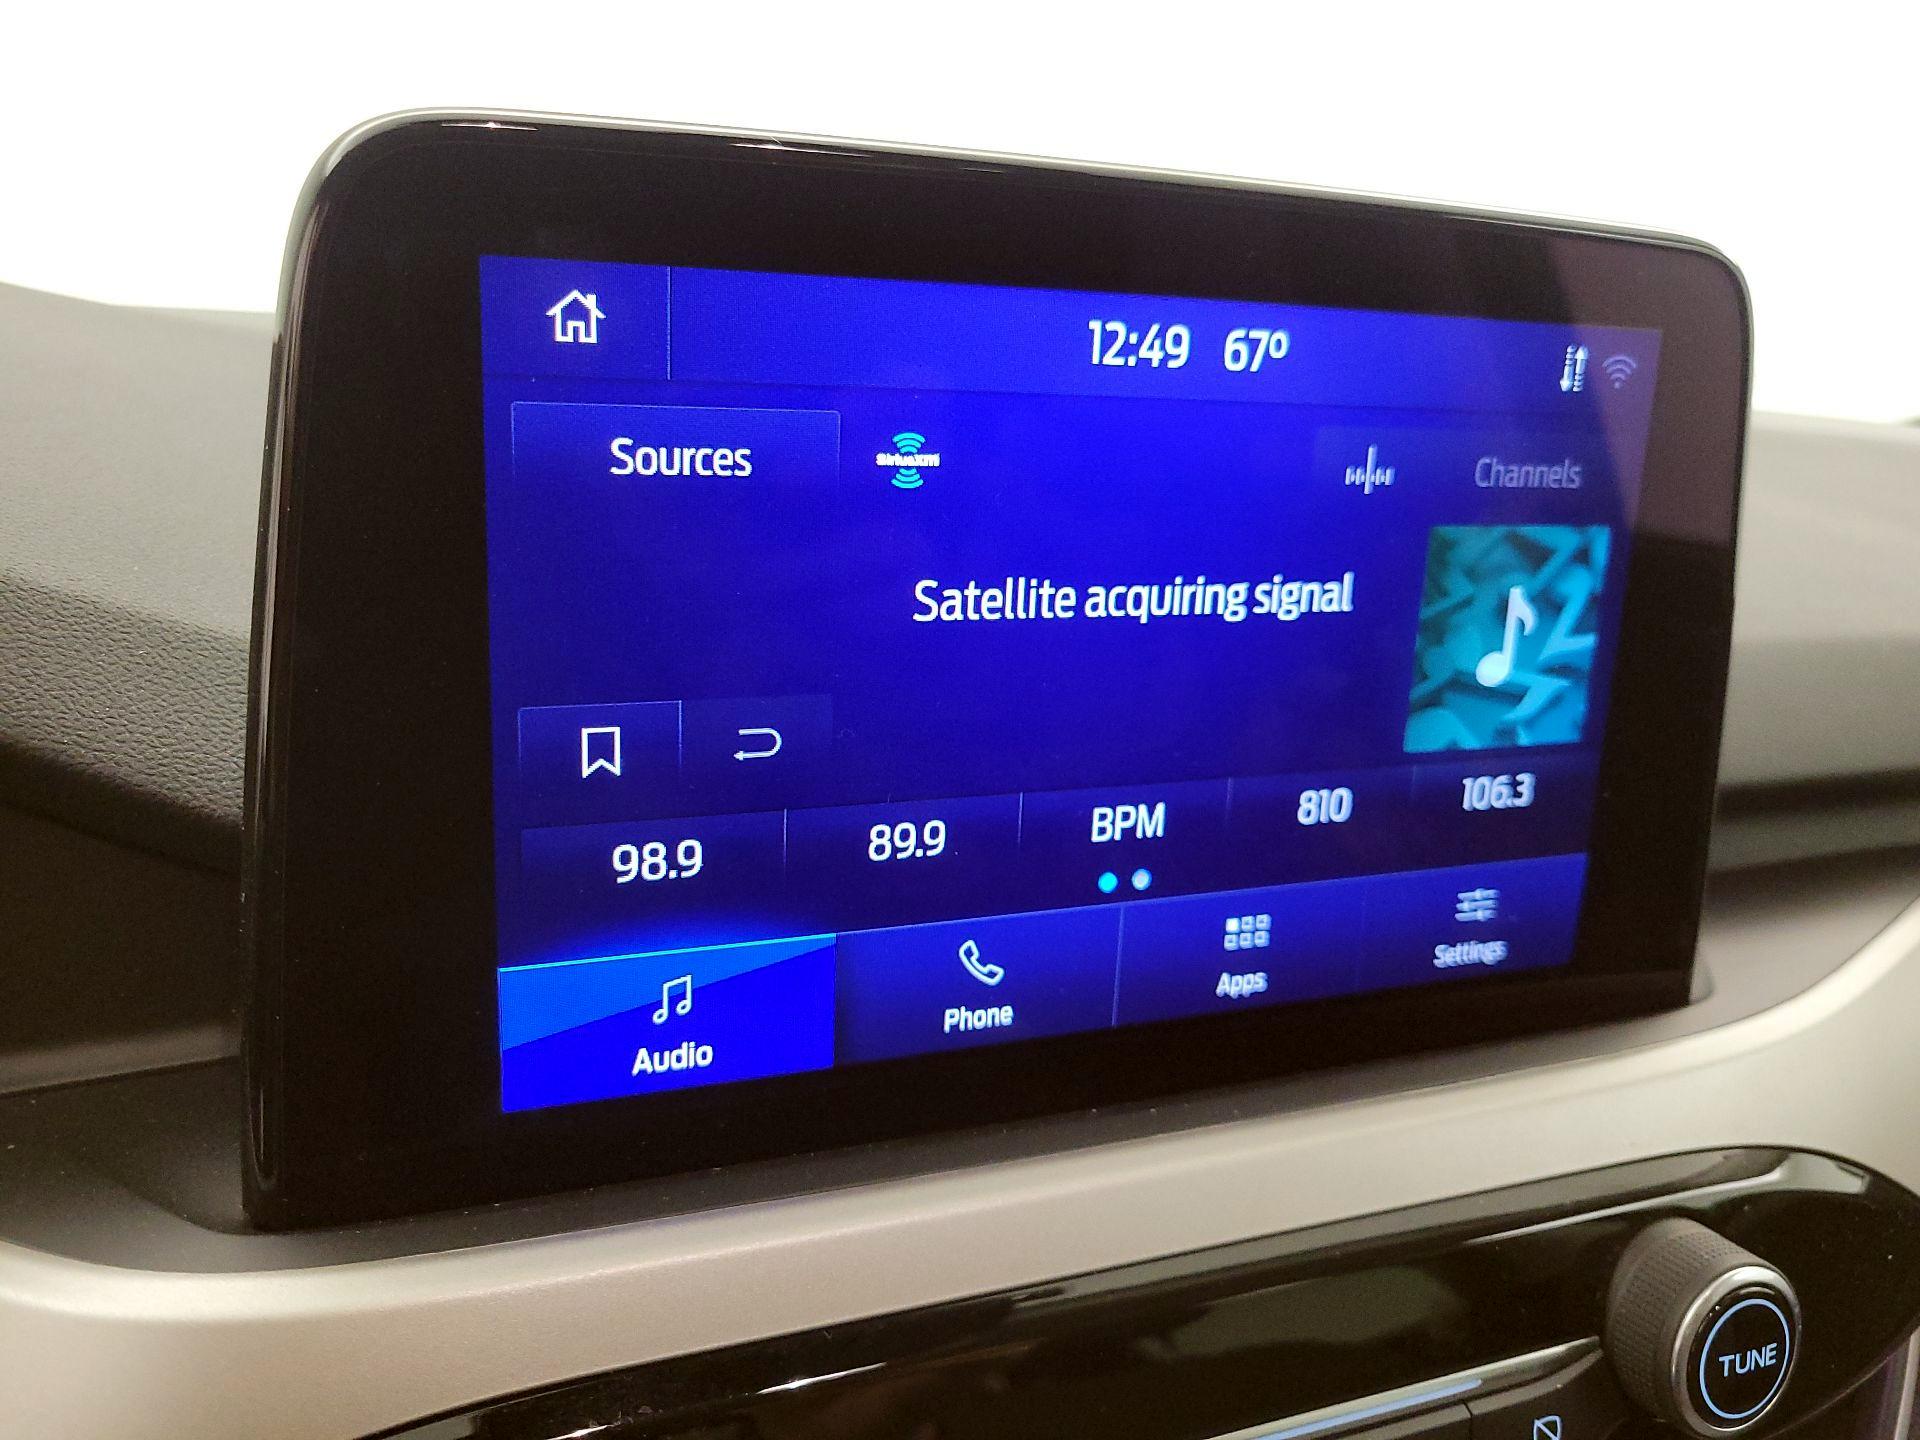 12:49 67°
Sources
SiriusXM
Channels
Satellite acquiring signal
98.9
89.9
BPM
810
106.3
Audio
Phone
Apps
Settings
TUNE